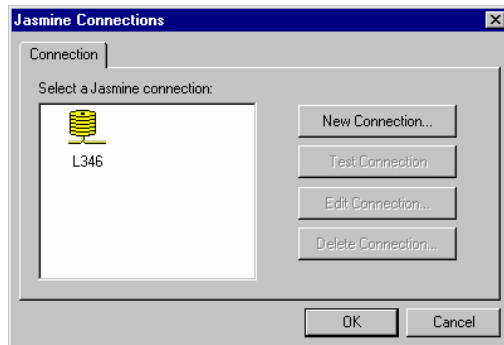 Jasmine Connections
Connection
Select a Jasmine connection:
L346
New Connection...
Test Connection
Edit Connection...
Delete Connection...
OK
Cancel